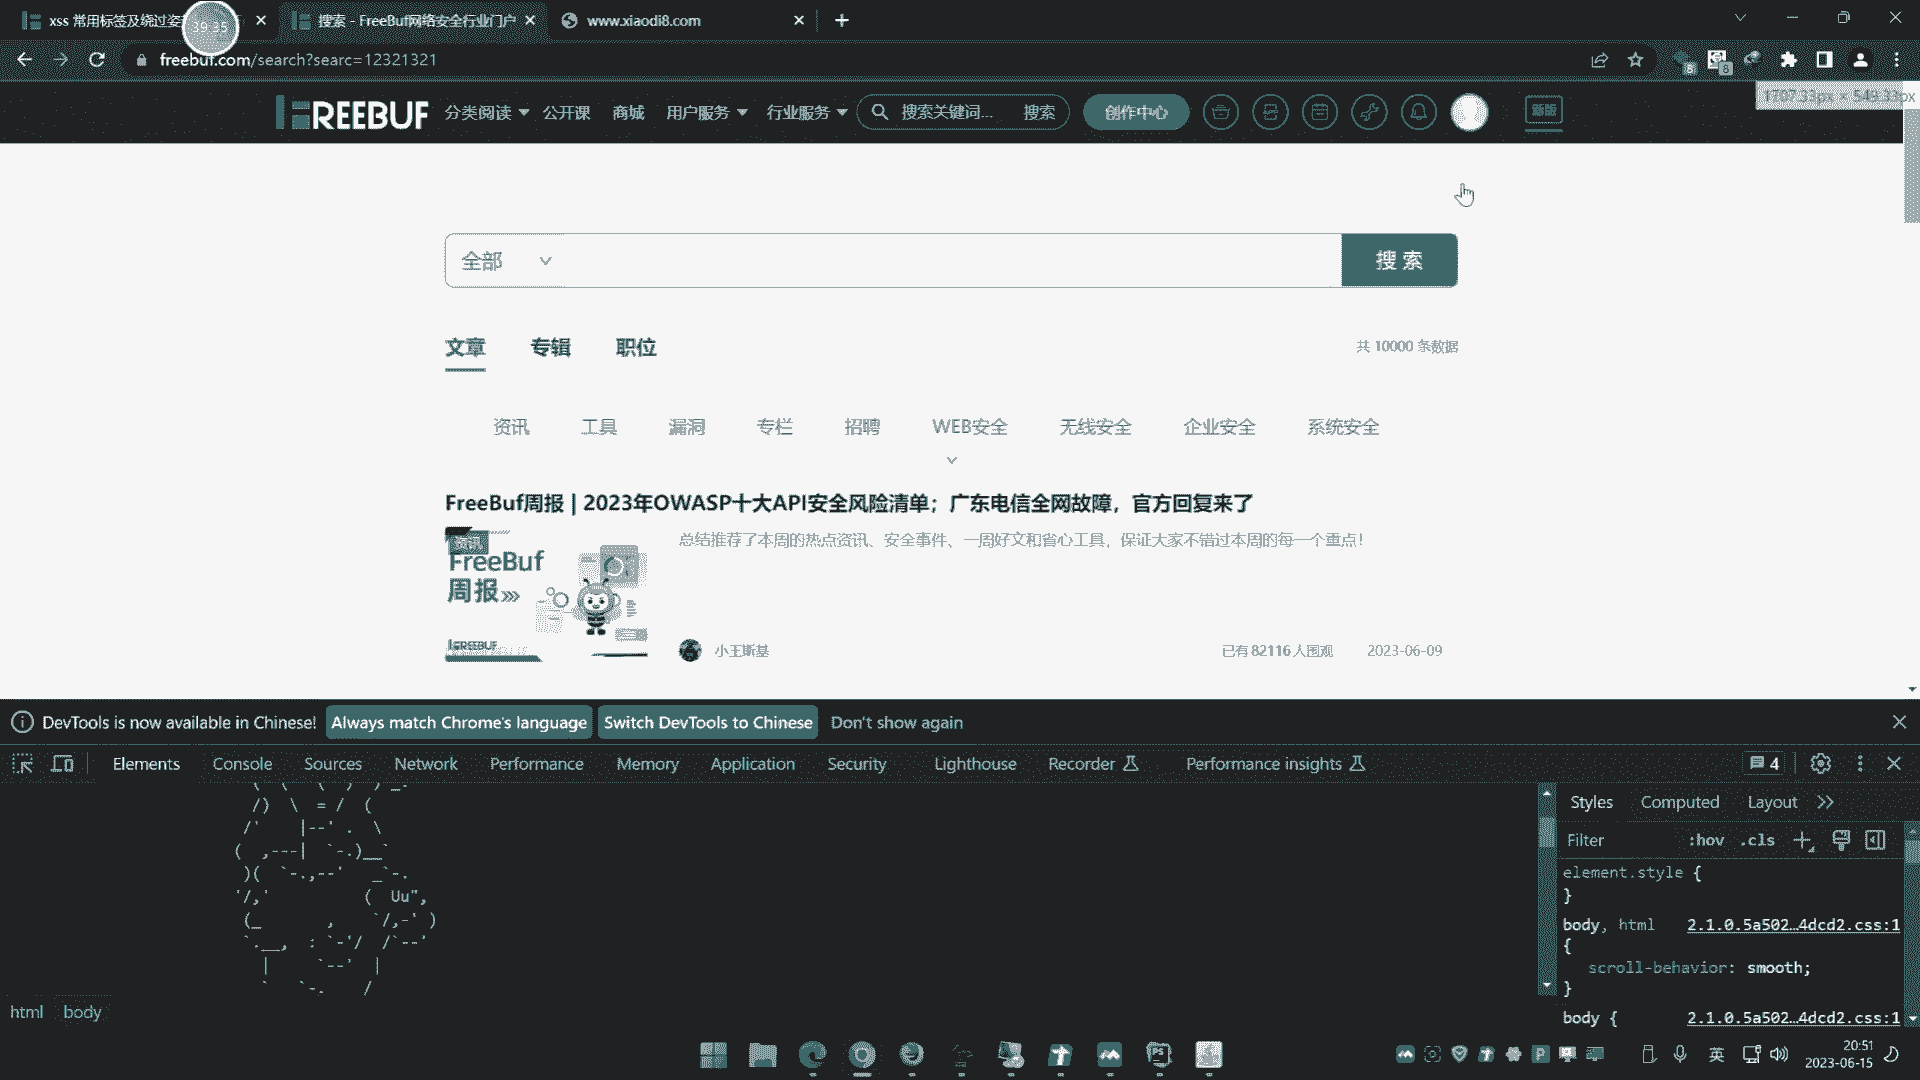 xss 常用标签及绕过姿
39:35
搜索 - FreeBuf网络安全行业门户
www.xiaodi8.com
freebuf.com/search?searc=12321321
8
8
FREEBUF
分类阅读
公开课
商城
用户服务
行业服务
搜索关键词...
搜索
创作中心
全部
搜 索
文章
专辑
职位
共 10000 条数据
资讯
工具
漏洞
专栏
招聘
WEB安全
无线安全
企业安全
系统安全
FreeBuf周报 | 2023年OWASP十大API安全风险清单；广东电信全网故障，官方回复来了
资讯
FreeBuf
周报
FREEBUF
总结推荐了本周的热点资讯、安全事件、一周好文和省心工具，保证大家不错过本周的每一个重点！
小王斯基
已有 82116 人围观
2023-06-09
DevTools is now available in Chinese!
Always match Chrome's language
Switch DevTools to Chinese
Don't show again
Elements
Console
Sources
Network
Performance
Memory
Application
Security
Lighthouse
Recorder
Performance insights
4
Styles
Computed
Layout
Filter
:hov
.cls
element.style {
}
body, html
2.1.0.5a502…4dcd2.css:1
{
scroll-behavior: smooth;
}
body {
2.1.0.5a502…4dcd2.css:1
html
body
英
20:51
2023-06-15